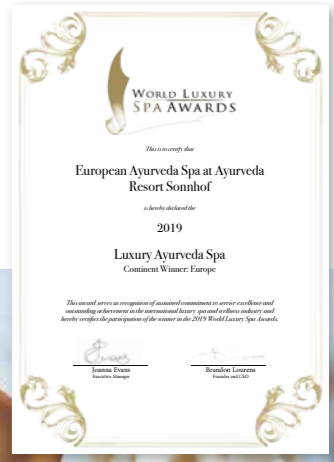 WORLD LUXURY
SPA AWARDS
This is to certify that
European Ayurveda Spa at Ayurveda
Resort Sonnhof
is hereby declared the
2019
Luxury Ayurveda Spa
Continent Winner: Europe
This award serves as recognition of sustained commitment to service excellence and
outstanding achievement in the international luxury spa and wellness industry and
hereby certifies the participation of the winner in the 2019 World Luxury Spa Awards.
Joanna Evans
Executive Manager
Brandon Lourens
Founder and CEO